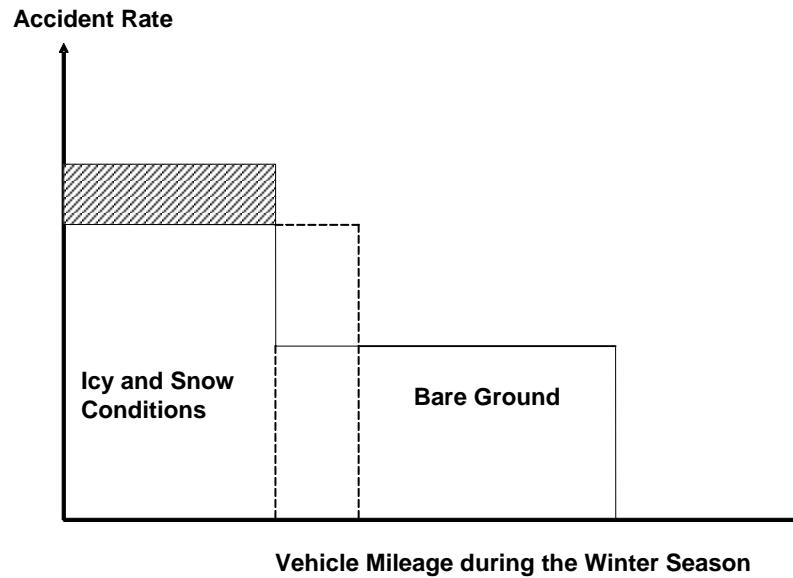 Accident Rate
Icy and Snow
Conditions
Bare Ground
Vehicle Mileage during the Winter Season